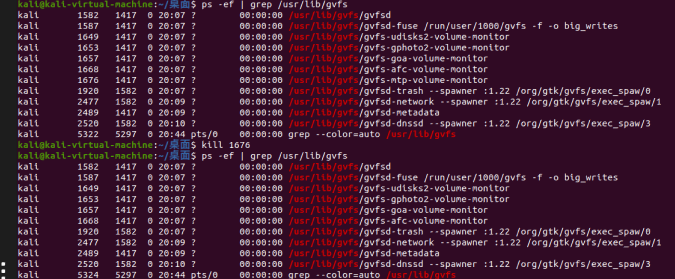 kali@kali-virtual-machine:~/桌面$ ps -ef | grep /usr/lib/gvfs
kali 1582 1417 0 20:07 ? 00:00:00 /usr/lib/gvfs/gvfsd
kali 1587 1417 0 20:07 ? 00:00:00 /usr/lib/gvfs/gvfsd-fuse /run/user/1000/gvfs -f -o big_writes
kali 1649 1417 0 20:07 ? 00:00:00 /usr/lib/gvfs/gvfs-udisks2-volume-monitor
kali 1653 1417 0 20:07 ? 00:00:00 /usr/lib/gvfs/gvfs-gphoto2-volume-monitor
kali 1657 1417 0 20:07 ? 00:00:00 /usr/lib/gvfs/gvfs-goa-volume-monitor
kali 1668 1417 0 20:07 ? 00:00:00 /usr/lib/gvfs/gvfs-afc-volume-monitor
kali 1676 1417 0 20:07 ? 00:00:00 /usr/lib/gvfs/gvfs-mtp-volume-monitor
kali 1920 1582 0 20:07 ? 00:00:00 /usr/lib/gvfs/gvfsd-trash --spawner :1.22 /org/gtk/gvfs/exec_spaw/0
kali 2477 1582 0 20:09 ? 00:00:00 /usr/lib/gvfs/gvfsd-network --spawner :1.22 /org/gtk/gvfs/exec_spaw/1
kali 2489 1417 0 20:09 ? 00:00:00 /usr/lib/gvfs/gvfsd-metadata
kali 2520 1582 0 20:10 ? 00:00:00 /usr/lib/gvfs/gvfsd-dnssd --spawner :1.22 /org/gtk/gvfs/exec_spaw/3
kali 5322 5297 0 20:44 pts/0 00:00:00 grep --color=auto /usr/lib/gvfs
kali@kali-virtual-machine:~/桌面$ kill 1676
kali@kali-virtual-machine:~/桌面$ ps -ef | grep /usr/lib/gvfs
kali 1582 1417 0 20:07 ? 00:00:00 /usr/lib/gvfs/gvfsd
kali 1587 1417 0 20:07 ? 00:00:00 /usr/lib/gvfs/gvfsd-fuse /run/user/1000/gvfs -f -o big_writes
kali 1649 1417 0 20:07 ? 00:00:00 /usr/lib/gvfs/gvfs-udisks2-volume-monitor
kali 1653 1417 0 20:07 ? 00:00:00 /usr/lib/gvfs/gvfs-gphoto2-volume-monitor
kali 1657 1417 0 20:07 ? 00:00:00 /usr/lib/gvfs/gvfs-goa-volume-monitor
kali 1668 1417 0 20:07 ? 00:00:00 /usr/lib/gvfs/gvfs-afc-volume-monitor
kali 1920 1582 0 20:07 ? 00:00:00 /usr/lib/gvfs/gvfsd-trash --spawner :1.22 /org/gtk/gvfs/exec_spaw/0
kali 2477 1582 0 20:09 ? 00:00:00 /usr/lib/gvfs/gvfsd-network --spawner :1.22 /org/gtk/gvfs/exec_spaw/1
kali 2489 1417 0 20:09 ? 00:00:00 /usr/lib/gvfs/gvfsd-metadata
kali 2520 1582 0 20:10 ? 00:00:00 /usr/lib/gvfs/gvfsd-dnssd --spawner :1.22 /org/gtk/gvfs/exec_spaw/3
kali 5324 5297 0 20:44 pts/0 00:00:00 grep --color=auto /usr/lib/gvfs